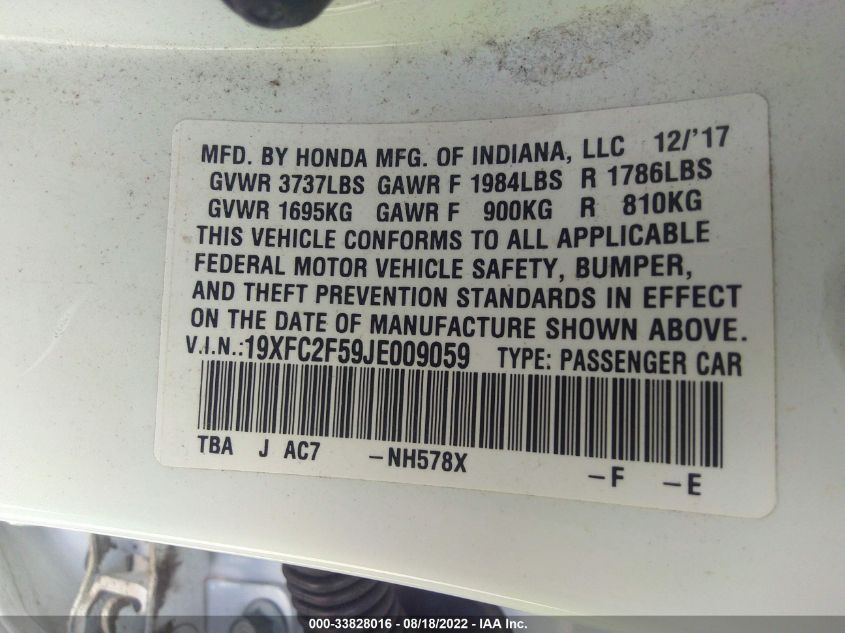 MFD. BY HONDA MFG. OF INDIANA, LLC 12/'17
GVWR 3737LBS GAWR F 1984LBS R 1786LBS
GVWR 1695KG GAWR F 900KG R 810KG
THIS VEHICLE CONFORMS TO ALL APPLICABLE
FEDERAL MOTOR VEHICLE SAFETY, BUMPER,
AND THEFT PREVENTION STANDARDS IN EFFECT
ON THE DATE OF MANUFACTURE SHOWN ABOVE.
V.I.N.:19XFC2F59JE009059 TYPE: PASSENGER CAR
TBA J AC7 -NH578X -F -E
000-33828016 - 08/18/2022 - IAA Inc.